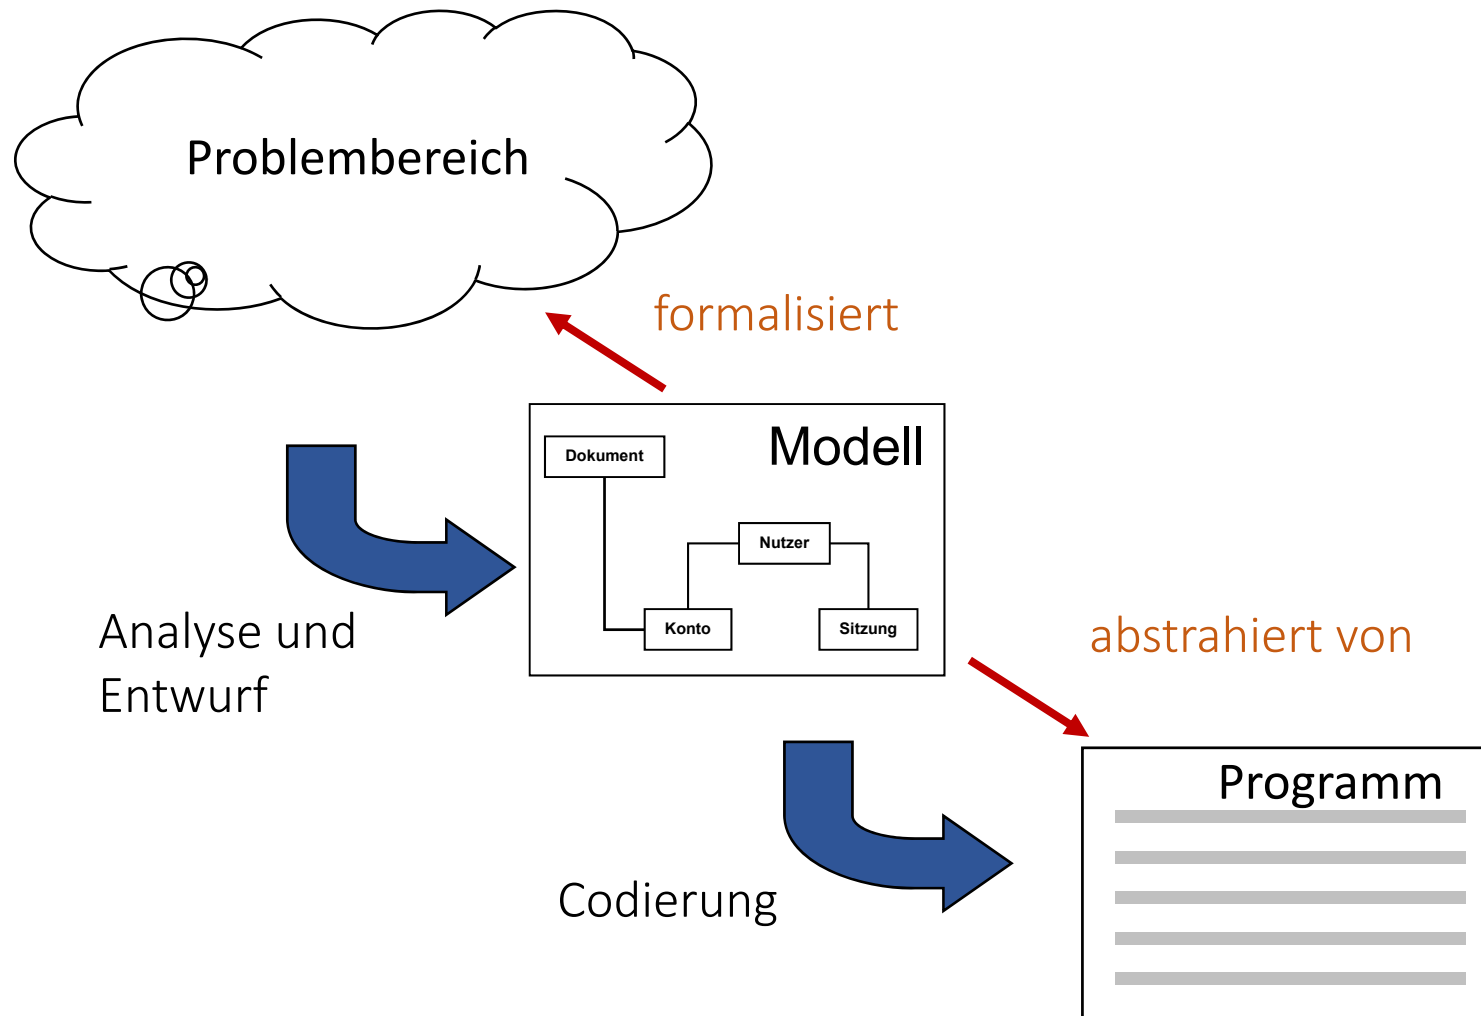 Problembereich
formalisiert
Modell
Dokument
Nutzer
Konto
Sitzung
Analyse und
Entwurf
abstrahiert von
Programm
Codierung